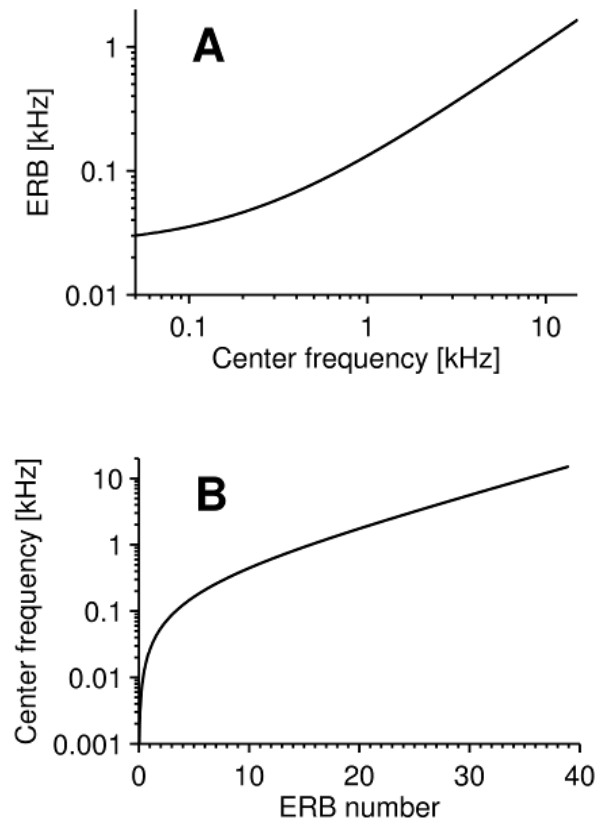 A
ERB [kHz]
1
0.1
0.01
0.1 1 10
Center frequency [kHz]
B
Center frequency [kHz]
10
1
0.1
0.01
0.001
0 10 20 30 40
ERB number